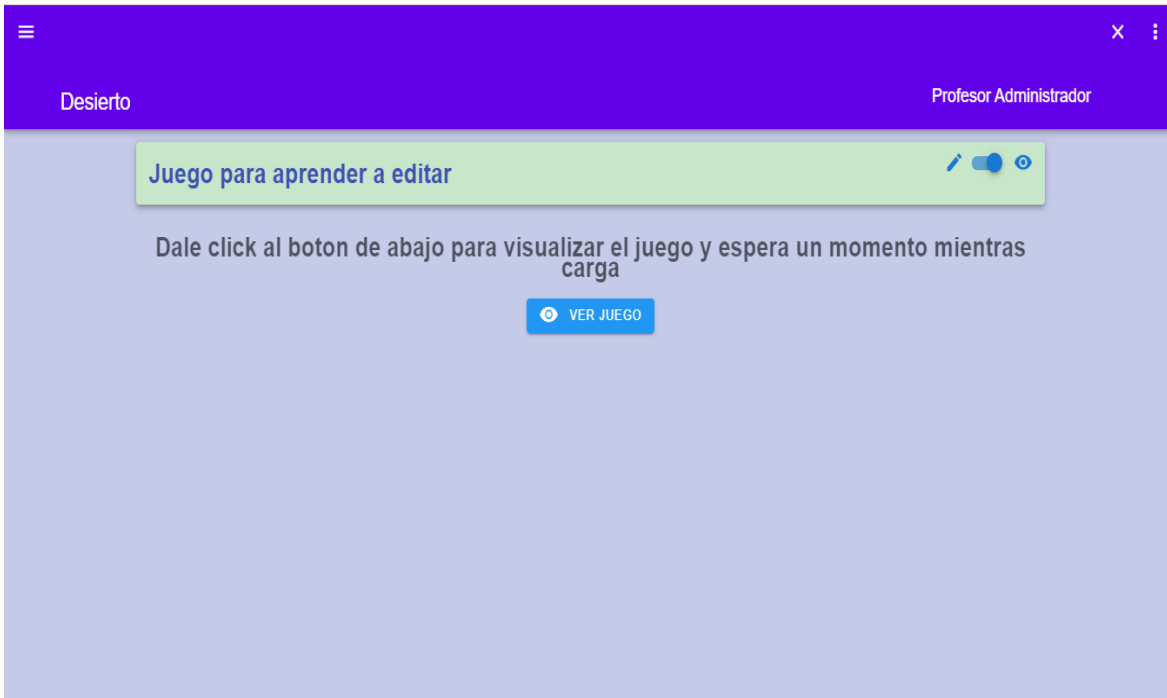 Desierto
Profesor Administrador
Juego para aprender a editar
Dale click al boton de abajo para visualizar el juego y espera un momento mientras
carga
VER JUEGO